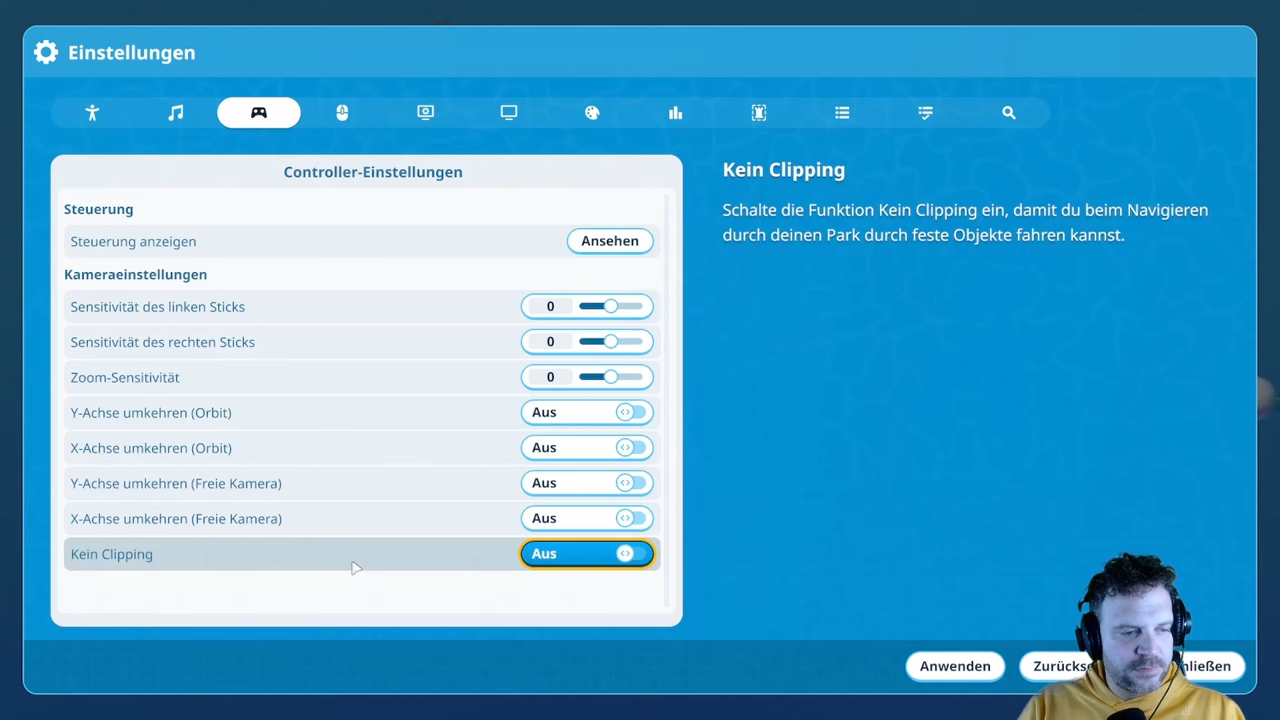 Einstellungen
Controller-Einstellungen
Steuerung
Steuerung anzeigen
Ansehen
Kameraeinstellungen
Sensitivität des linken Sticks
0
Sensitivität des rechten Sticks
0
Zoom-Sensitivität
0
Y-Achse umkehren (Orbit)
Aus
X-Achse umkehren (Orbit)
Aus
Y-Achse umkehren (Freie Kamera)
Aus
X-Achse umkehren (Freie Kamera)
Aus
Kein Clipping
Aus
Kein Clipping
Schalte die Funktion Kein Clipping ein, damit du beim Navigieren
durch deinen Park durch feste Objekte fahren kannst.
Anwenden